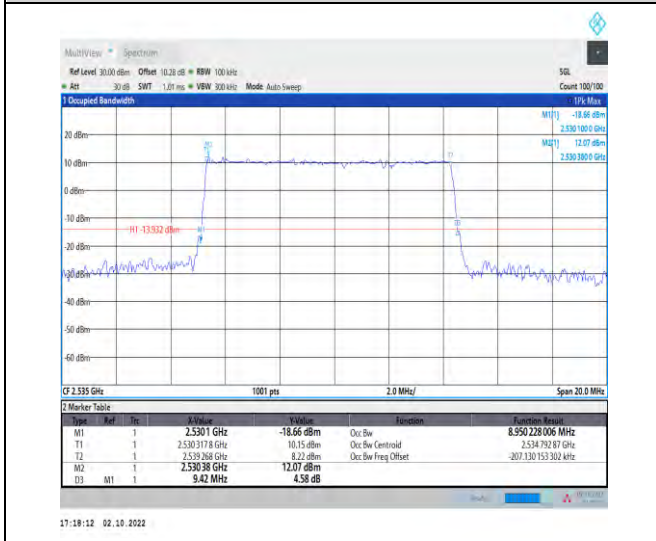 MultiView Spectrum
Ref Level 30.00 dBm Offset 10.28 dB RBW 100 kHz SGL
Att 30 dB SWT 1.01 ms VBW 300 kHz Mode Auto Sweep Count 100/100
1 Occupied Bandwidth 1Pk Max
M1[1] -18.66 dBm
2.530 100 0 GHz
M2[1] 12.07 dBm
2.530 380 0 GHz
20 dBm
10 dBm
0 dBm
-10 dBm
H1 -13.932 dBm
-20 dBm
-30 dBm
-40 dBm
-50 dBm
-60 dBm
CF 2.535 GHz 1001 pts 2.0 MHz/ Span 20.0 MHz
2 Marker Table
Type Ref Trc X-Value Y-Value Function Function Result
M1 1 2.5301 GHz -18.66 dBm Occ Bw 8.950 228 006 MHz
T1 1 2.530 317 8 GHz 10.15 dBm Occ Bw Centroid 2.534 792 87 GHz
T2 1 2.539 268 GHz 8.22 dBm Occ Bw Freq Offset -207.130 153 302 kHz
M2 1 2.530 38 GHz 12.07 dBm
D3 M1 1 9.42 MHz 4.58 dB
17:18:12 02.10.2022